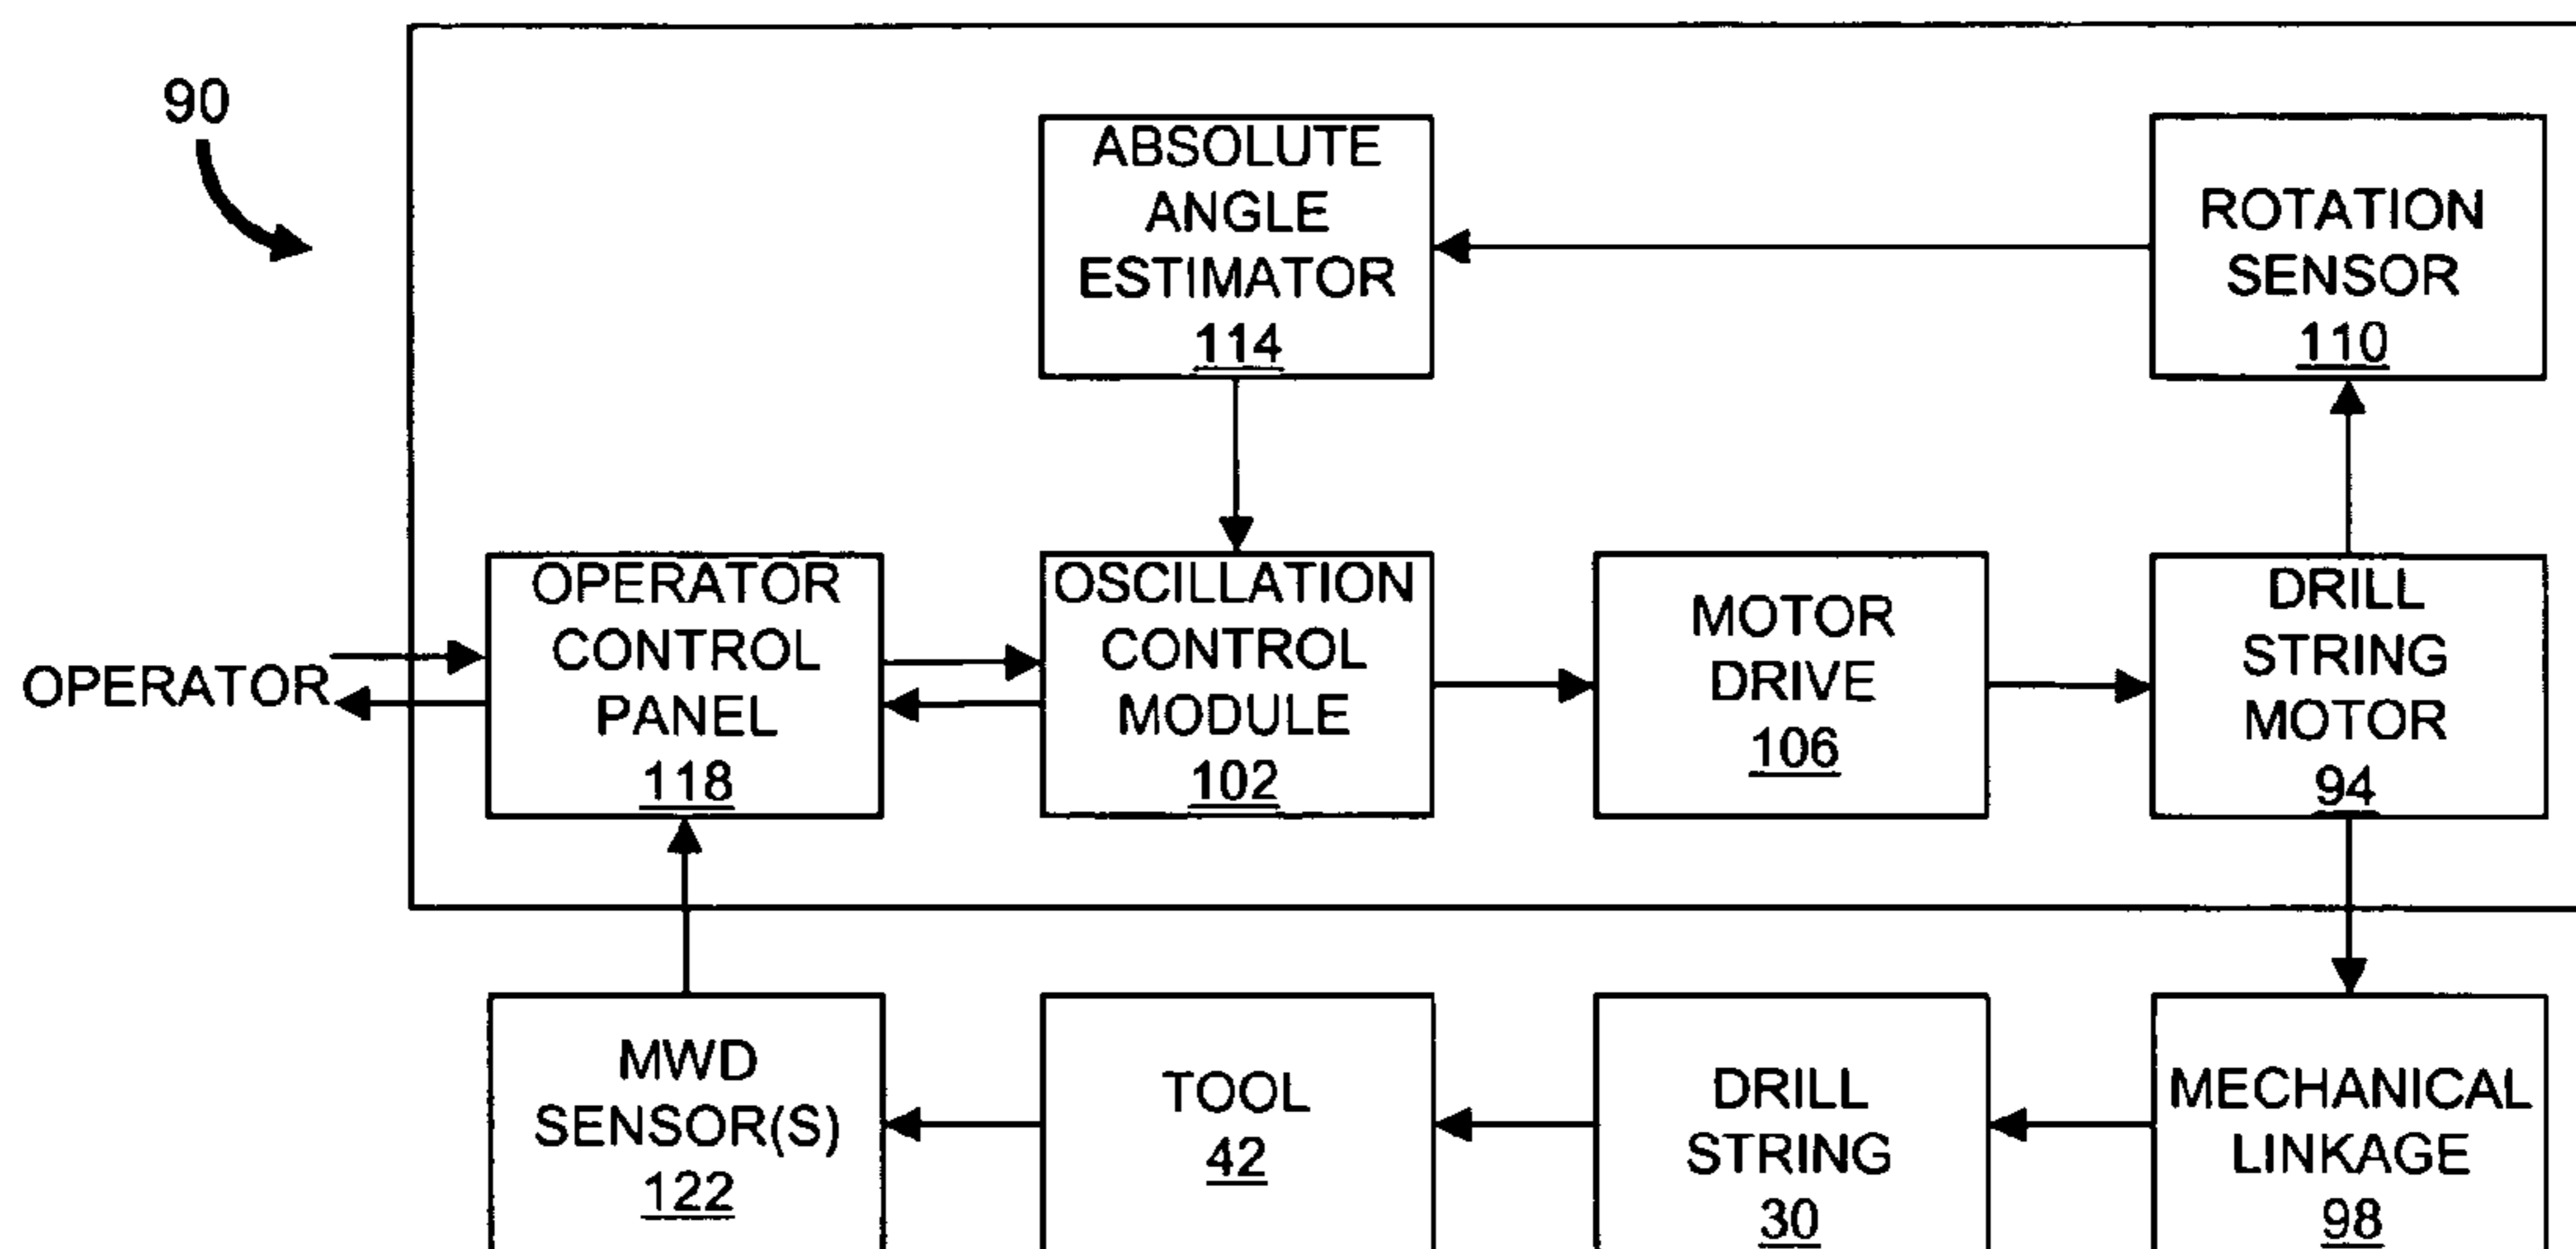 90
ABSOLUTE
ANGLE
ESTIMATOR
114
ROTATION
SENSOR
110
OPERATOR
OPERATOR
CONTROL
PANEL
118
OSCILLATION
CONTROL
MODULE
102
MOTOR
DRIVE
106
DRILL
STRING
MOTOR
94
MWD
SENSOR(S)
122
TOOL
42
DRILL
STRING
30
MECHANICAL
LINKAGE
98